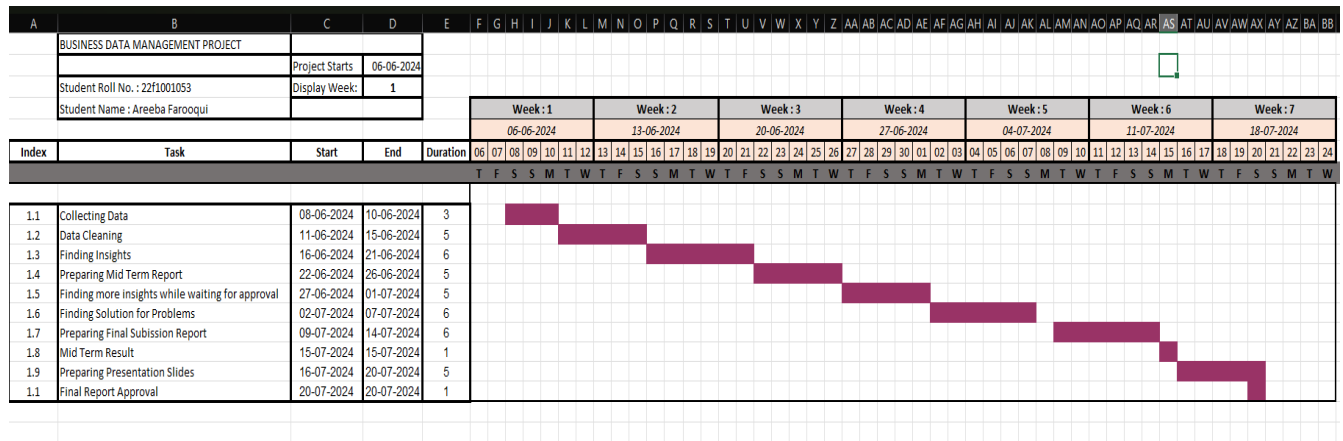 A B C D E F G H I J K L M N O P Q R S T U V W X Y Z AA AB AC AD AE AF AG AH AI AJ AK AL AM AN AO AP AQ AR AS AT AU AV AW AX AY AZ BA BB
BUSINESS DATA MANAGEMENT PROJECT
Project Starts 06-06-2024
Student Roll No. : 22f1001053 Display Week: 1
Student Name : Areeba Farooqui Week : 1 Week : 2 Week : 3 Week : 4 Week : 5 Week : 6 Week : 7
06-06-2024 13-06-2024 20-06-2024 27-06-2024 04-07-2024 11-07-2024 18-07-2024
Index Task Start End Duration 06 07 08 09 10 11 12 13 14 15 16 17 18 19 20 21 22 23 24 25 26 27 28 29 30 01 02 03 04 05 06 07 08 09 10 11 12 13 14 15 16 17 18 19 20 21 22 23 24
T F S S M T W T F S S M T W T F S S M T W T F S S M T W T F S S M T W T F S S M T W T F S S M T W
1.1 Collecting Data 08-06-2024 10-06-2024 3
1.2 Data Cleaning 11-06-2024 15-06-2024 5
1.3 Finding Insights 16-06-2024 21-06-2024 6
1.4 Preparing Mid Term Report 22-06-2024 26-06-2024 5
1.5 Finding more insights while waiting for approval 27-06-2024 01-07-2024 5
1.6 Finding Solution for Problems 02-07-2024 07-07-2024 6
1.7 Preparing Final Subission Report 09-07-2024 14-07-2024 6
1.8 Mid Term Result 15-07-2024 15-07-2024 1
1.9 Preparing Presentation Slides 16-07-2024 20-07-2024 5
1.1 Final Report Approval 20-07-2024 20-07-2024 1